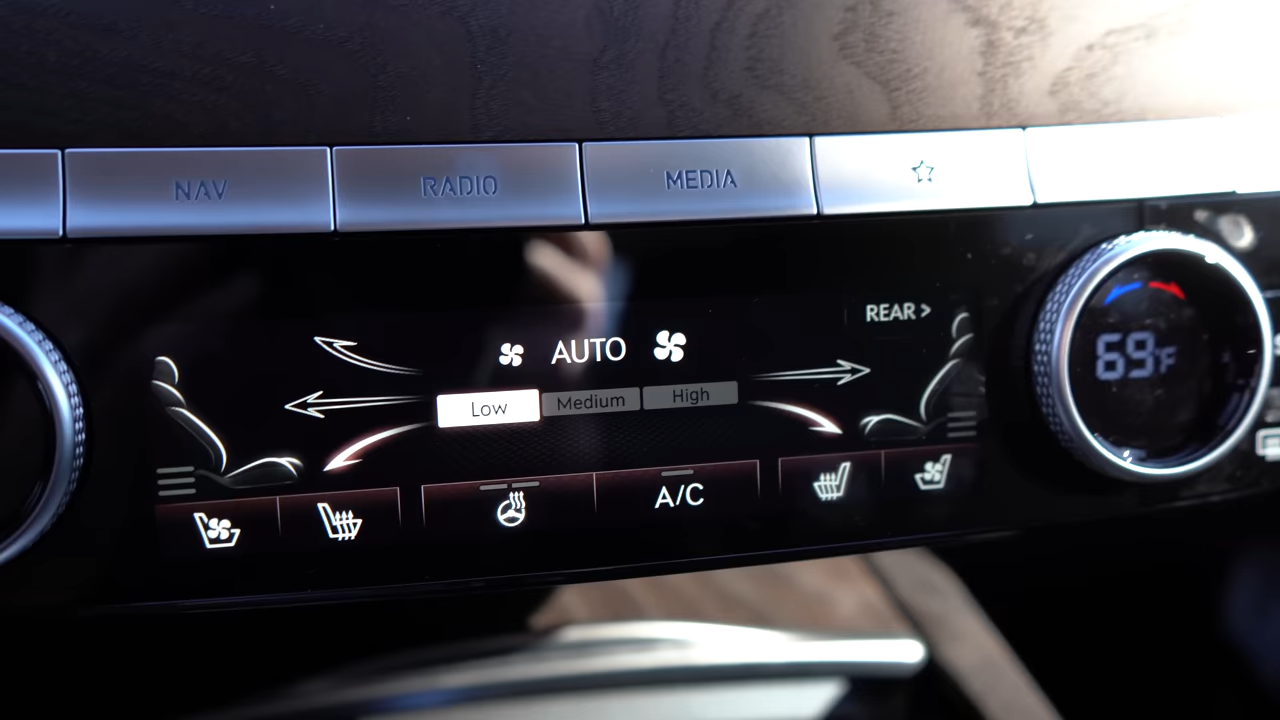 NAV RADIO MEDIA
REAR >
AUTO
69°F
Low Medium High
A/C